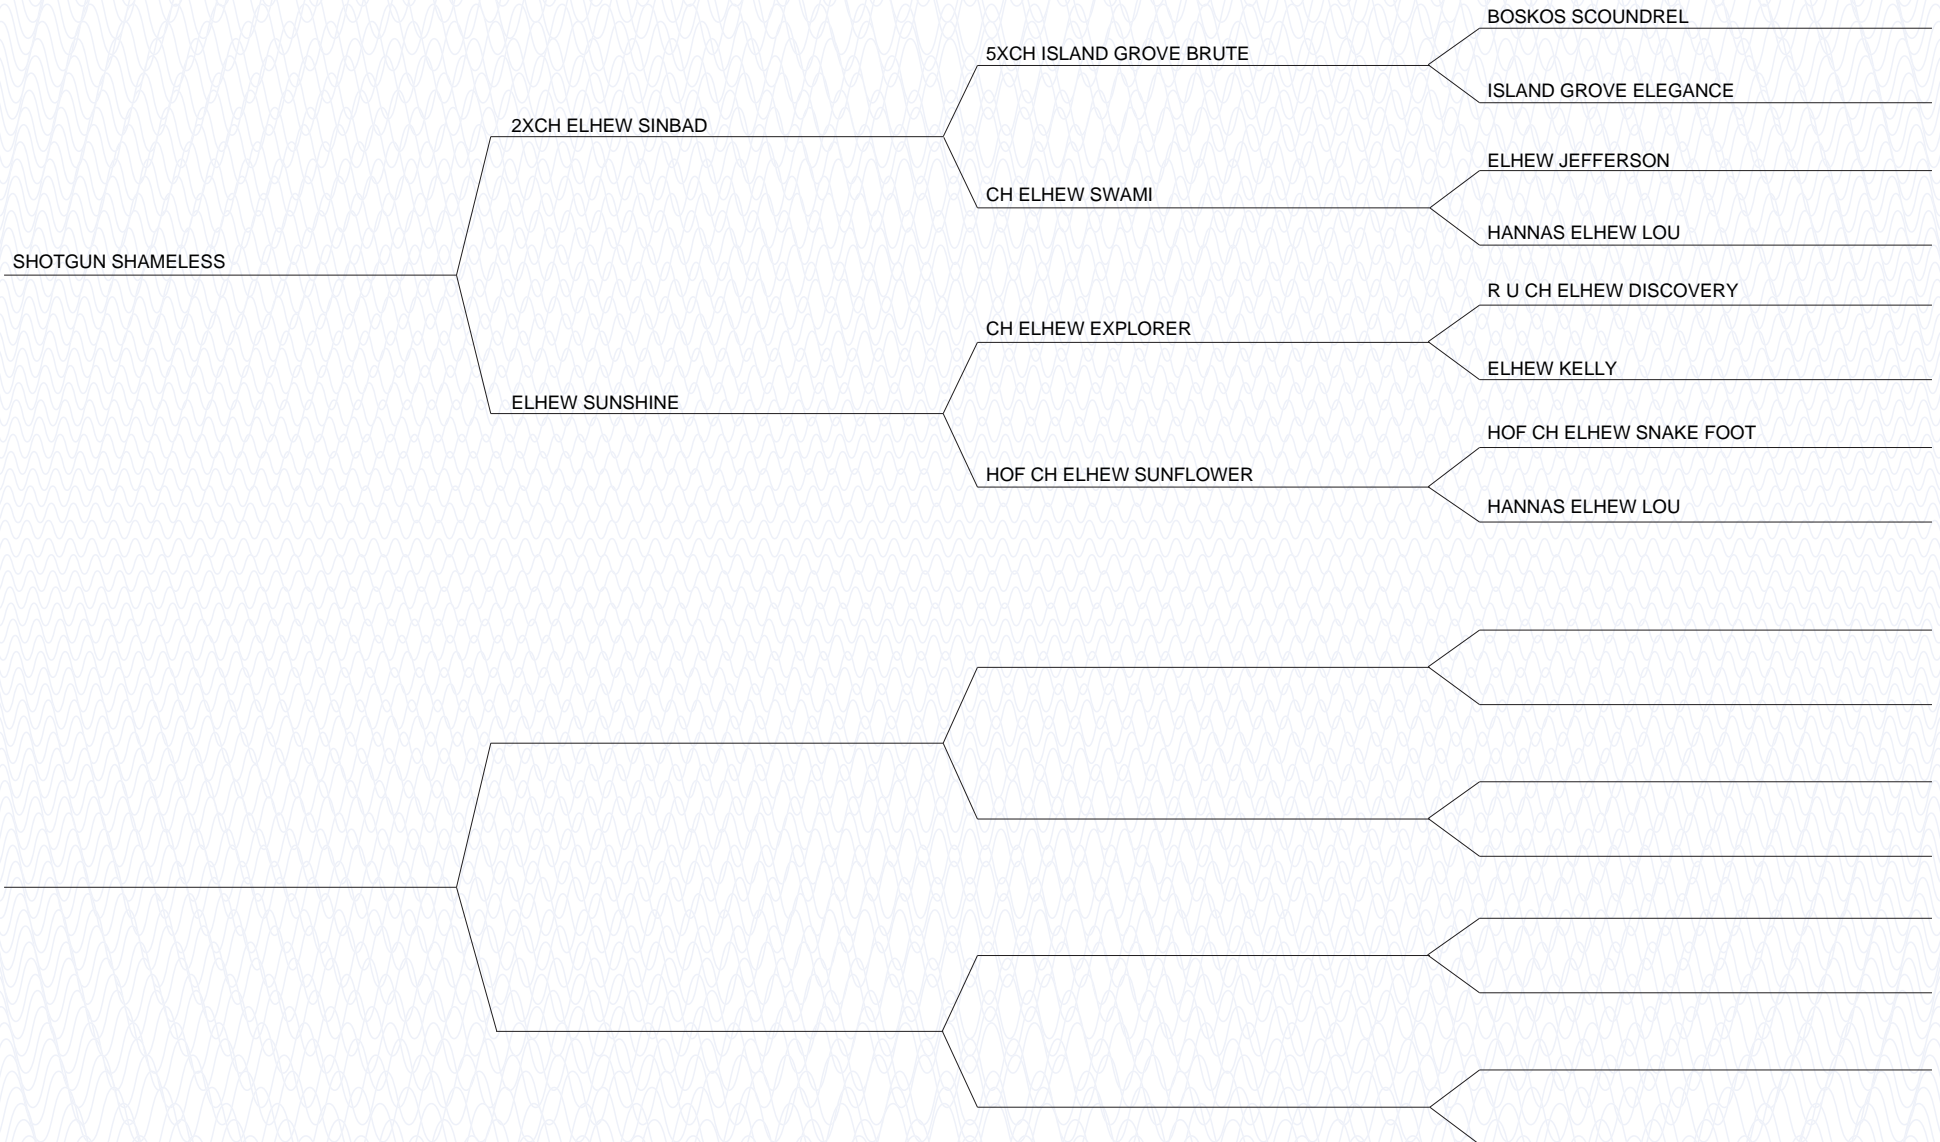 BOSKOS SCOUNDREL
5XCH ISLAND GROVE BRUTE
ISLAND GROVE ELEGANCE
2XCH ELHEW SINBAD
ELHEW JEFFERSON
CH ELHEW SWAMI
HANNAS ELHEW LOU
SHOTGUN SHAMELESS
R U CH ELHEW DISCOVERY
CH ELHEW EXPLORER
ELHEW KELLY
ELHEW SUNSHINE
HOF CH ELHEW SNAKE FOOT
HOF CH ELHEW SUNFLOWER
HANNAS ELHEW LOU